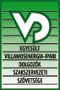 VD
EGYESÜLT
VILLAMOSENERGIA-IPARI
DOLGOZÓK
SZAKSZERVEZETI
SZÖVETSÉGE